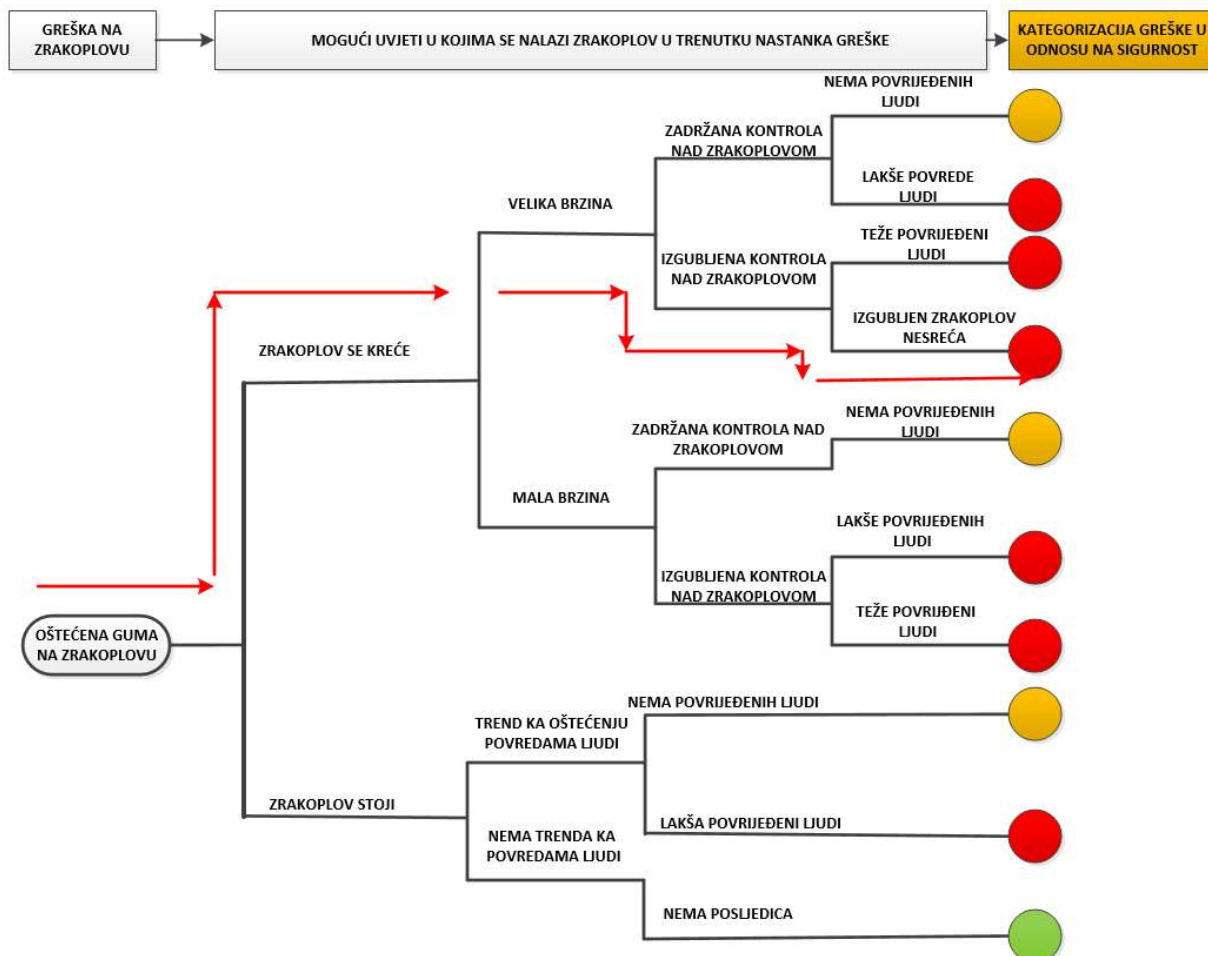 GREŠKA NA
ZRAKOPLOVU
MOGUĆI UVJETI U KOJIMA SE NALAZI ZRAKOPLOV U TRENUTKU NASTANKA GREŠKE
KATEGORIZACIJA GREŠKE U
ODNOSU NA SIGURNOST
NEMA POVRIJEĐENIH
LJUDI
ZADRŽANA KONTROLA
NAD ZRAKOPLOVOM
LAKŠE POVREDE
LJUDI
VELIKA BRZINA
TEŽE POVRIJEĐENI
LJUDI
IZGUBLJENA KONTROLA
NAD ZRAKOPLOVOM
IZGUBLJEN ZRAKOPLOV
NESREĆA
ZRAKOPLOV SE KREĆE
NEMA POVRIJEĐENIH
LJUDI
ZADRŽANA KONTROLA NAD
ZRAKOPLOVOM
MALA BRZINA
LAKŠE POVRIJEĐENIH
LJUDI
IZGUBLJENA KONTROLA
NAD ZRAKOPLOVOM
TEŽE POVRIJĐENI
LJUDI
OŠTEĆENA GUMA
NA ZRAKOPLOVU
NEMA POVRIJEĐENIH LJUDI
TREND KA OŠTEĆENJU
POVREDAMA LJUDI
ZRAKOPLOV STOJI
LAKŠA POVRIJEĐENI LJUDI
NEMA TRENDA KA
POVREDAMA LJUDI
NEMA POSLJEDICA